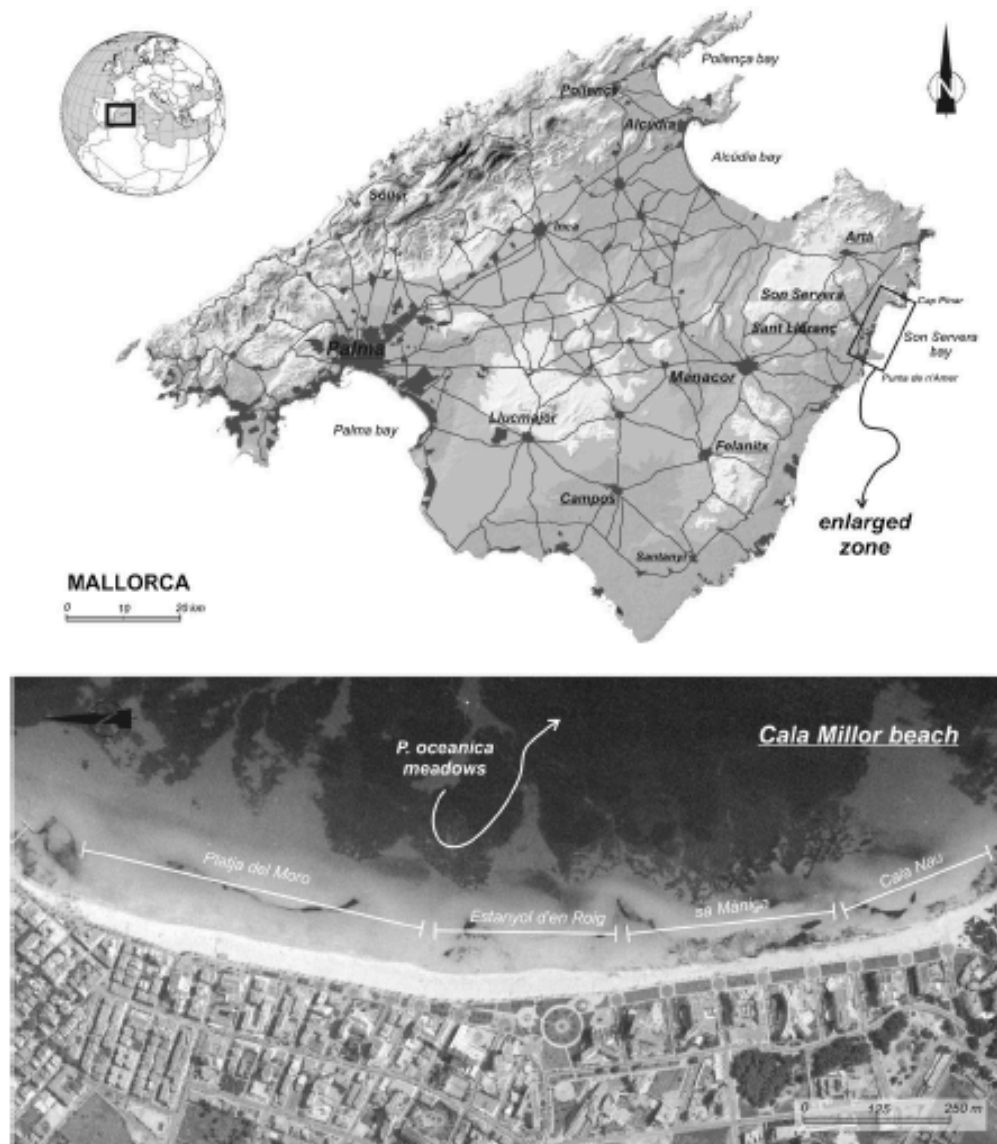 Pollença bay
N
Pollença
Alcúdia
Alcúdia bay
Sóller
Inca
Artà
Son Servera
Cap Pinar
Sant Llorenç
Son Servera
bay
Palma
Manacor
Punta de n'Amer
Palma bay
Llucmajor
Felanitx
Campos
enlarged
zone
Santanyí
MALLORCA
0 10 20 km
Cala Millor beach
P. oceanica
meadows
Platja del Moro
Cala Nau
Estanyol d'en Roig
sa Màniga
0 125 250 m